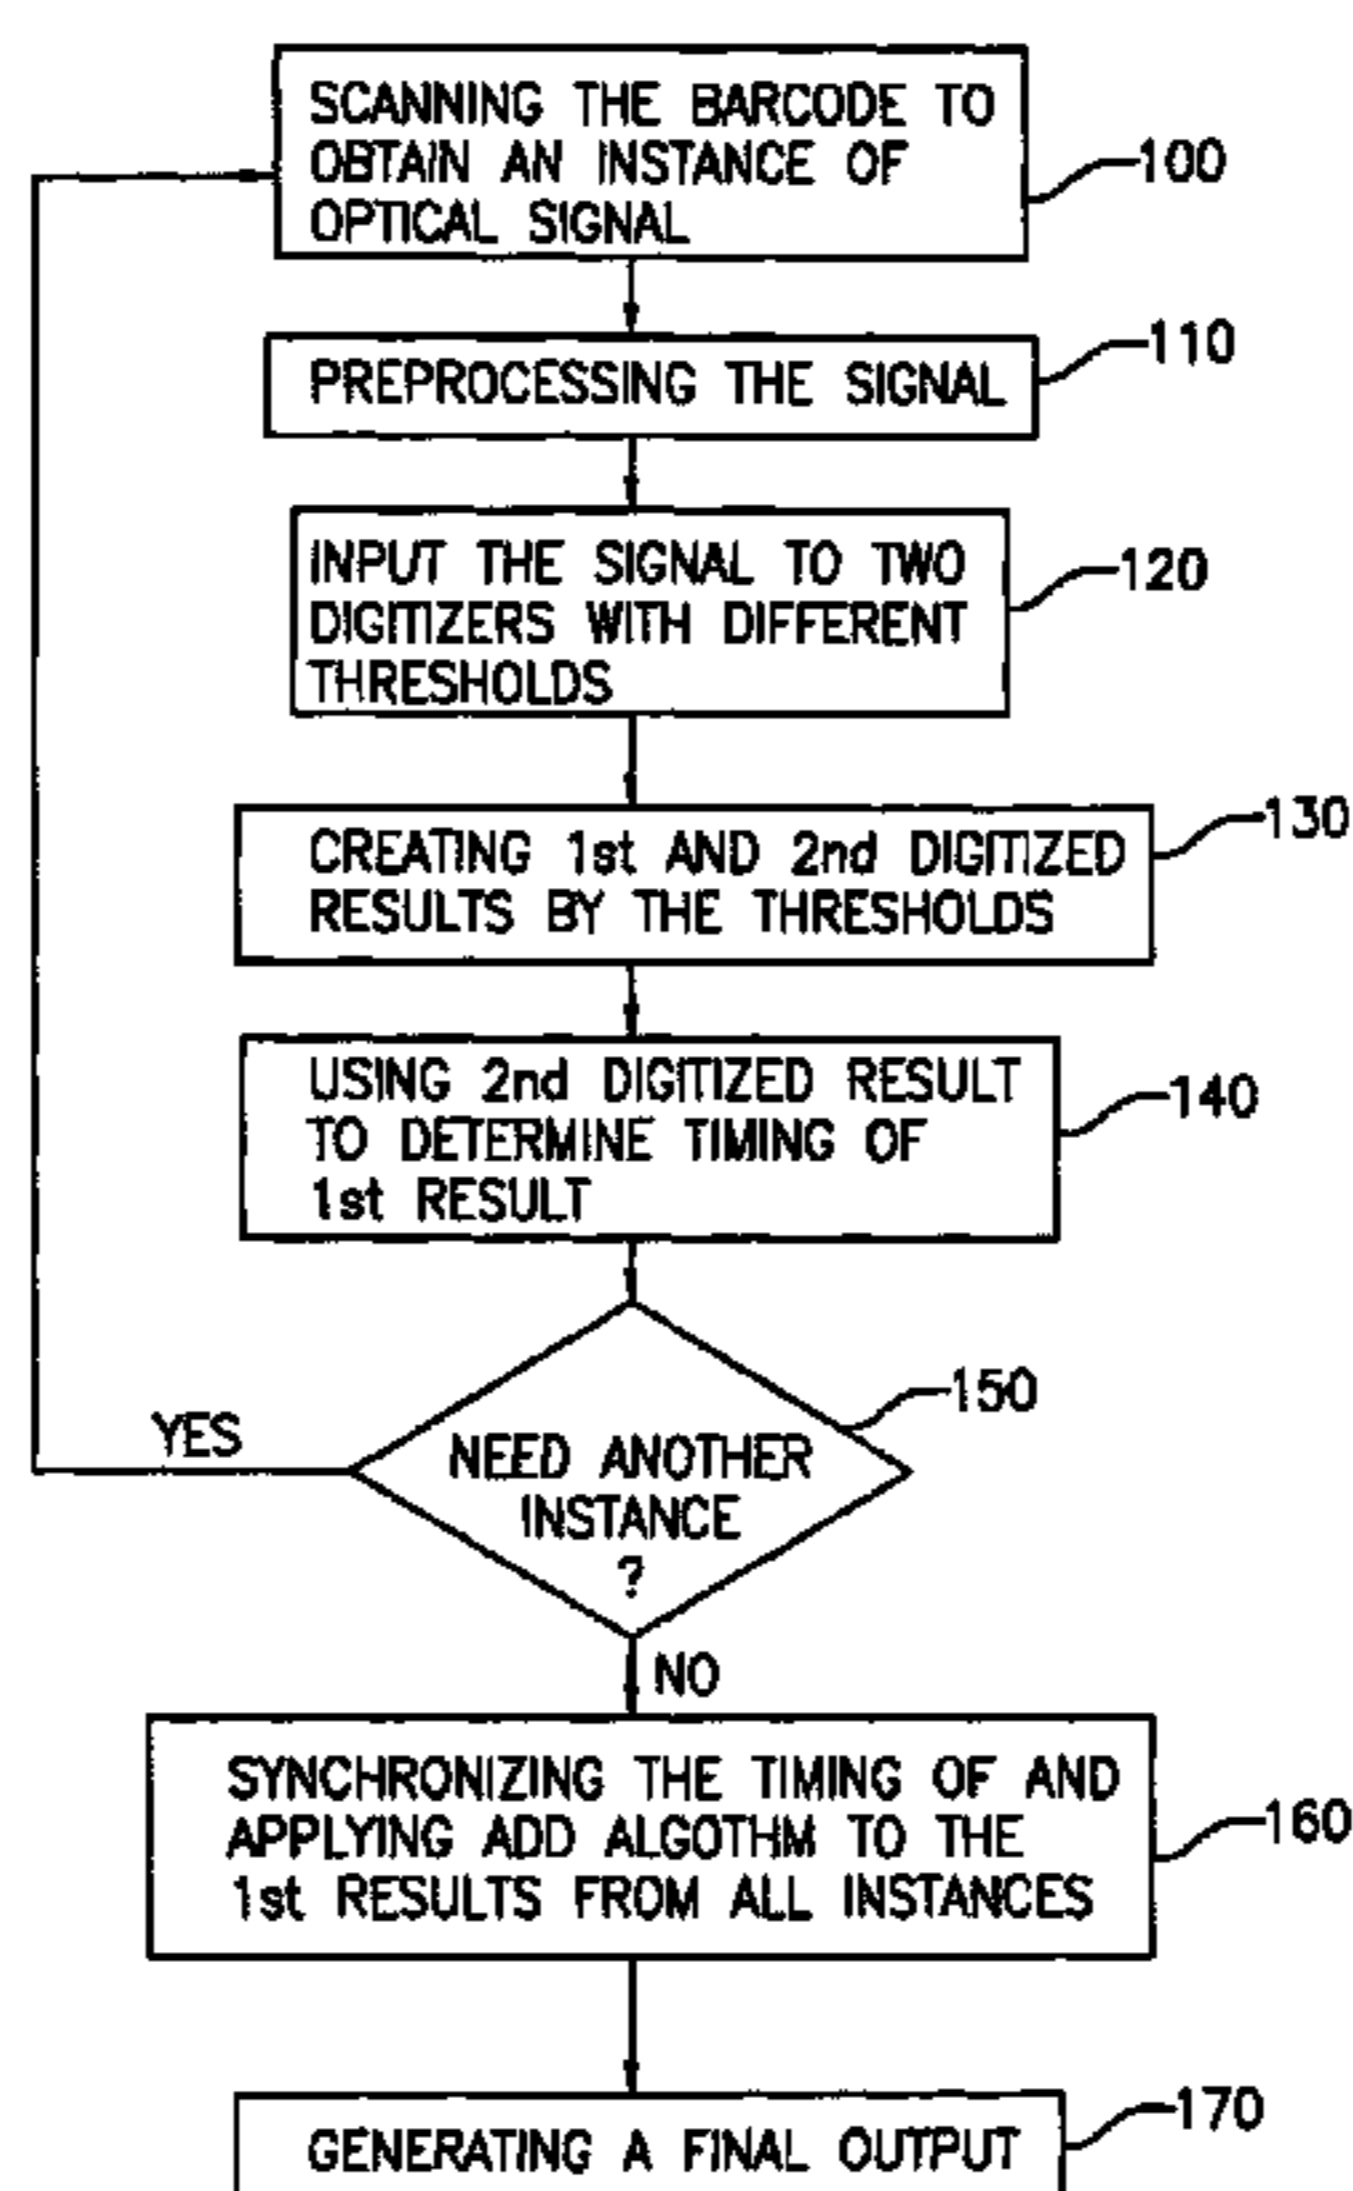 SCANNING THE BARCODE TO
OBTAIN AN INSTANCE OF
OPTICAL SIGNAL
100
PREPROCESSING THE SIGNAL
110
INPUT THE SIGNAL TO TWO
DIGITIZERS WITH DIFFERENT
THRESHOLDS
120
CREATING 1st AND 2nd DIGITIZED
RESULTS BY THE THRESHOLDS
130
USING 2nd DIGITIZED RESULT
TO DETERMINE TIMING OF
1st RESULT
140
NEED ANOTHER
INSTANCE
?
150
YES
NO
SYNCHRONIZING THE TIMING OF AND
APPLYING ADD ALGOTHM TO THE
1st RESULTS FROM ALL INSTANCES
160
GENERATING A FINAL OUTPUT
170